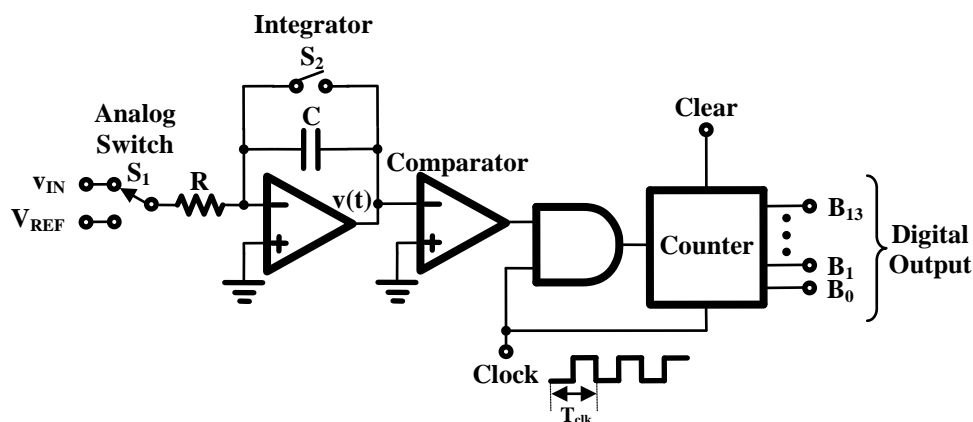 Integrator
S2
C
Analog
Switch
S1
vIN
R
VREF
v(t)
Comparator
Clear
Counter
B13
B1
B0
Digital
Output
Clock
Tclk